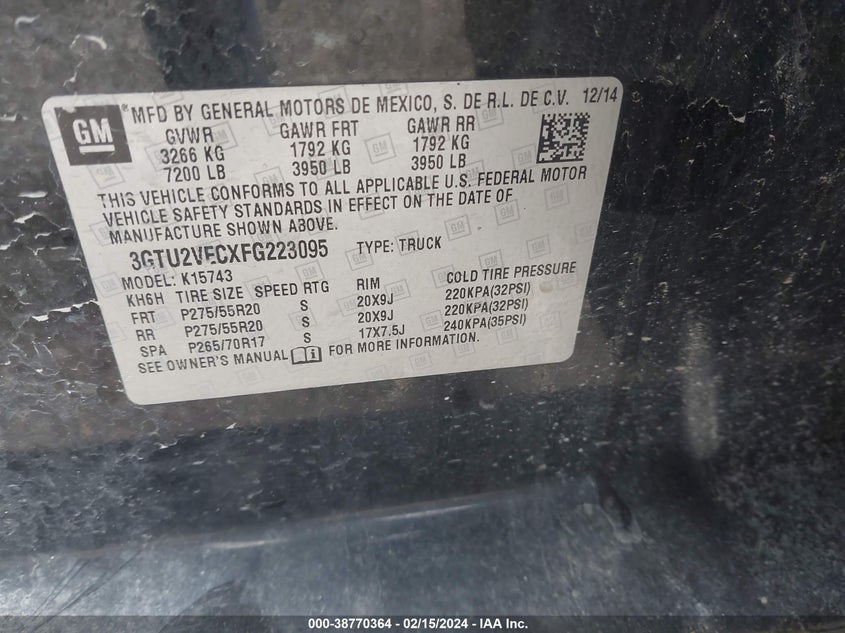 GM
® MFD BY GENERAL MOTORS DE MEXICO, S. DE R.L. DE C.V. 12/14
GVWR GAWR FRT GAWR RR
3266 KG 1792 KG 1792 KG
7200 LB 3950 LB 3950 LB
THIS VEHICLE CONFORMS TO ALL APPLICABLE U.S. FEDERAL MOTOR
VEHICLE SAFETY STANDARDS IN EFFECT ON THE DATE OF
MANUFACTURE SHOWN ABOVE.
3GTU2VECXFG223095 TYPE: TRUCK
MODEL: K15743
KH6H TIRE SIZE SPEED RTG RIM COLD TIRE PRESSURE
FRT P275/55R20 S 20X9J 220KPA(32PSI)
RR P275/55R20 S 20X9J 220KPA(32PSI)
SPA P265/70R17 S 17X7.5J 240KPA(35PSI)
SEE OWNER'S MANUAL FOR MORE INFORMATION.
000-38770364 - 02/15/2024 - IAA Inc.